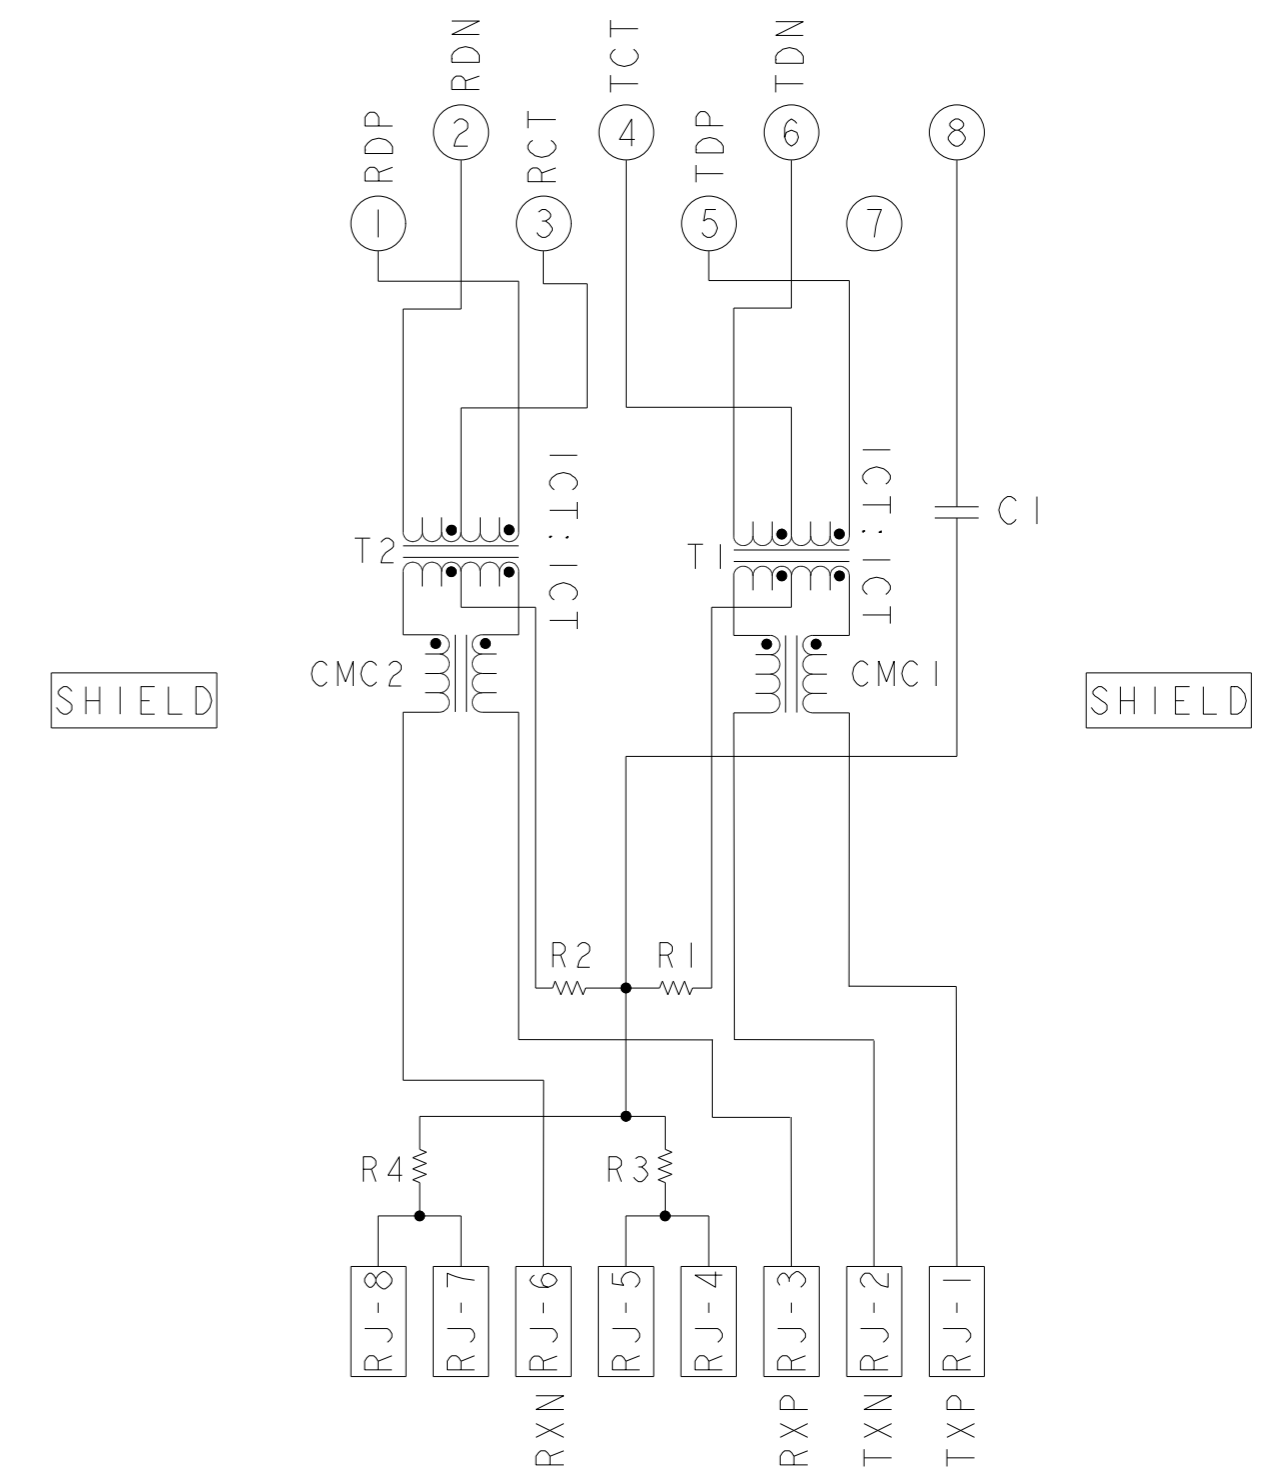 RDN
TCT
TDN
RDP
2
RCT
4
TDP
6
8
1
3
5
7
1CT:1CT
1CT:1CT
C1
T2
T1
CMC2
CMC1
SHIELD
SHIELD
R2
R1
R4
R3
RJ-8
RJ-7
RJ-6
RJ-5
RJ-4
RJ-3
RJ-2
RJ-1
RXN
RXP
TXN
TXP